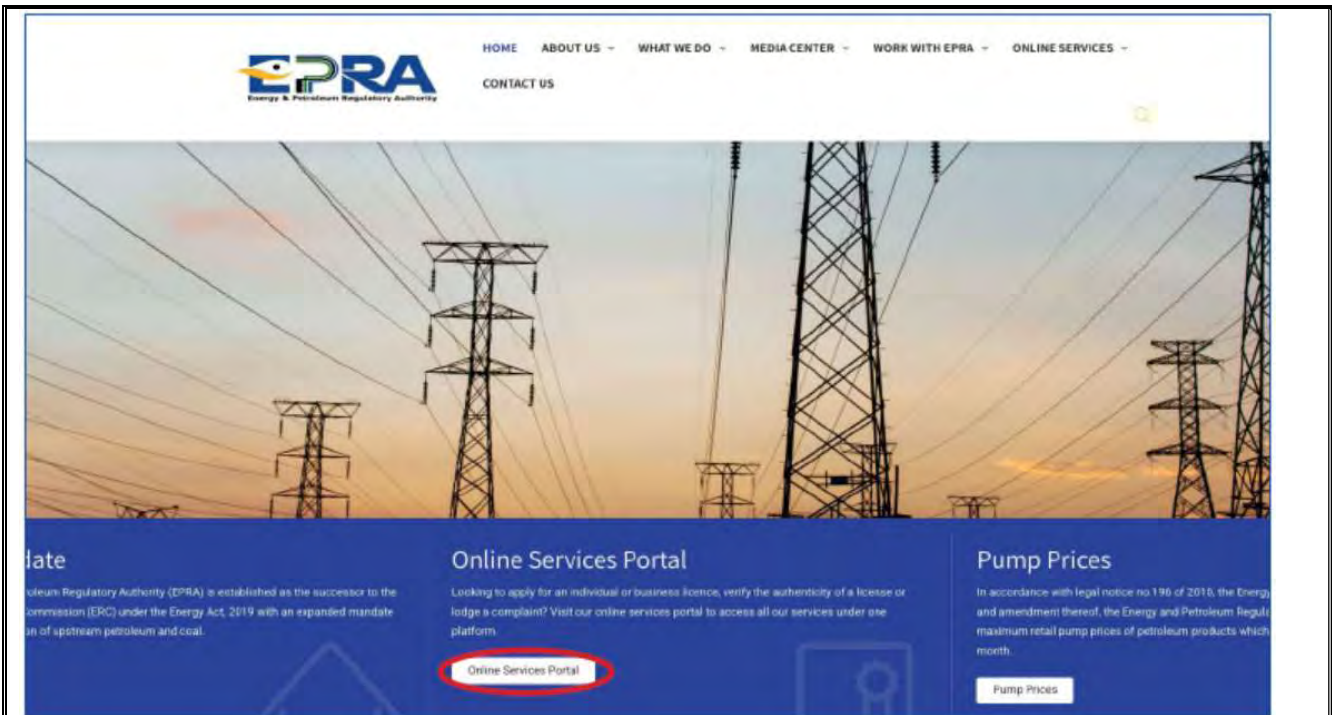 HOME ABOUT US WHAT WE DO MEDIA CENTER WORK WITH EPRA ONLINE SERVICES
EPRA
Energy & Petroleum Regulatory Authority
CONTACT US
date
Online Services Portal
Pump Prices
roleum Regulatory Authority (EPRA) is established as the successor to the
Commission (ERC) under the Energy Act, 2019 with an expanded mandate
on of upstream petroleum and coal.
Looking to apply for an individual or business licence, verify the authenticity of a license or
lodge a complaint? Visit our online services portal to access all our services under one
platform.
Online Services Portal
In accordance with legal notice no 196 of 2010, the Energy
and amendment thereof, the Energy and Petroleum Regula
maximum retail pump prices of petroleum products which
month.
Pump Prices